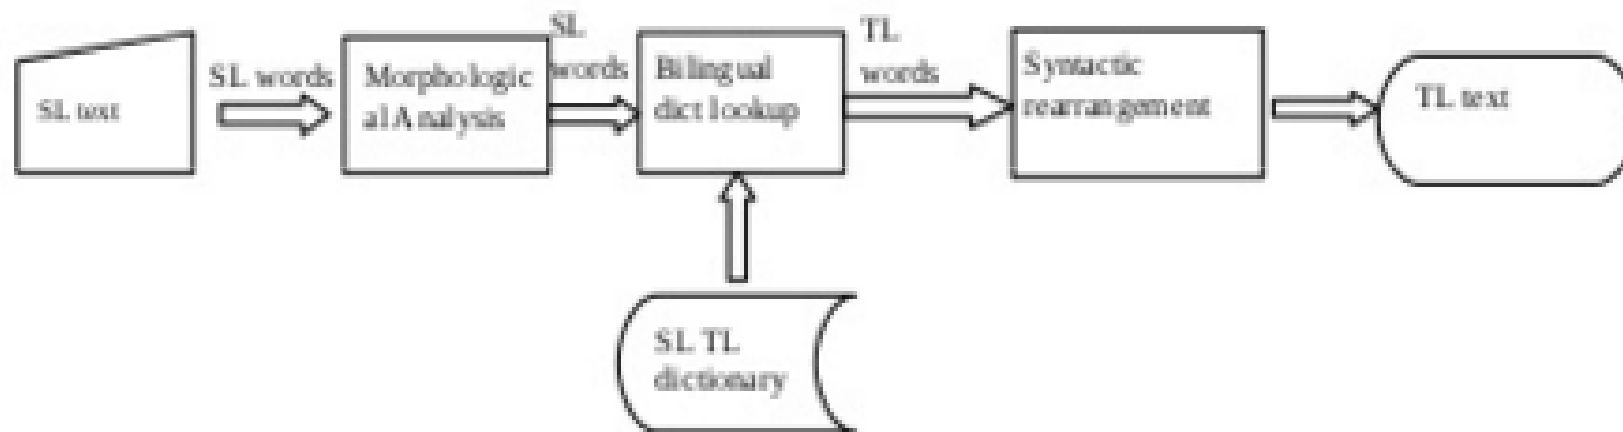 SL text
SL words
Morphologic
al Analysis
SL
words
Bilingual
dict lookup
TL
words
Syntactic
rearrangement
TL text
SL TL
dictionary